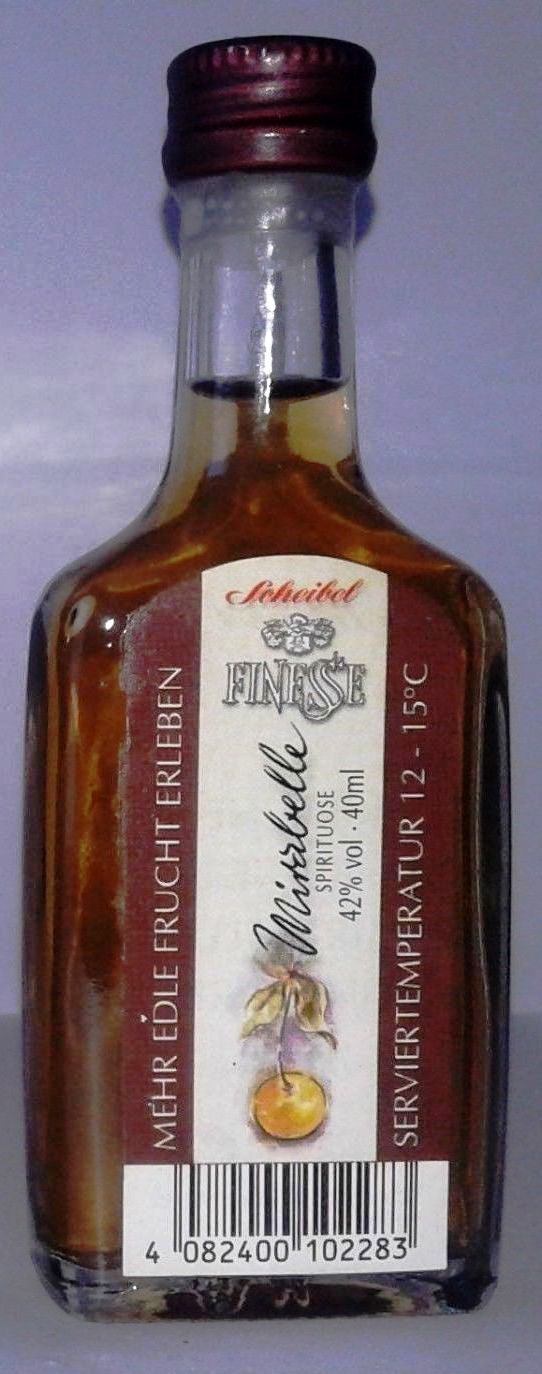 Scheibel
FINESSE
Mirabelle
SPIRITUOSE
42% vol · 40ml
MEHR EDLE FRUCHT ERLEBEN
SERVIERTEMPERATUR 12 - 15°C
4 082400 102283